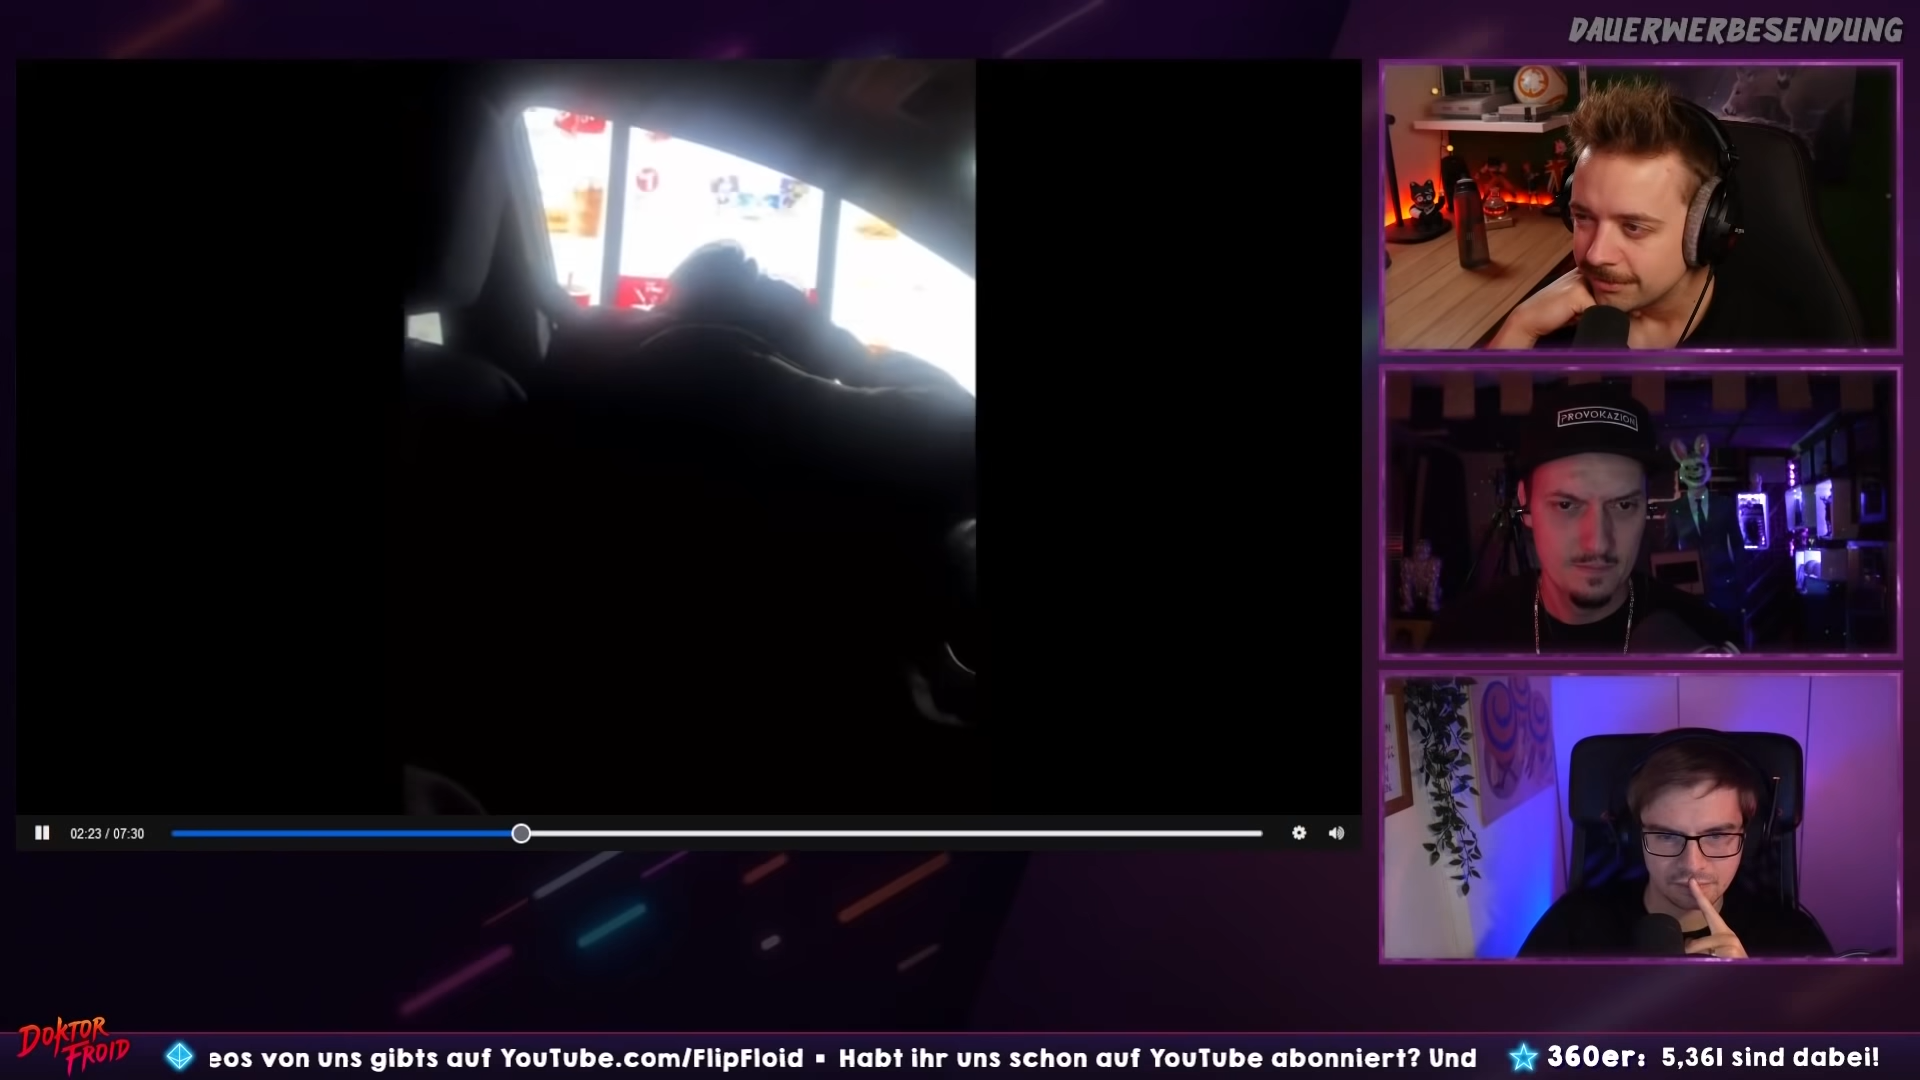 DAUERWERBESENDUNG
PROVOKAZION
02:23 / 07:30
DOKTOR
FROID
eos von uns gibts auf YouTube.com/FlipFloid ▪ Habt ihr uns schon auf YouTube abonniert? Und
360er: 5,361 sind dabei!